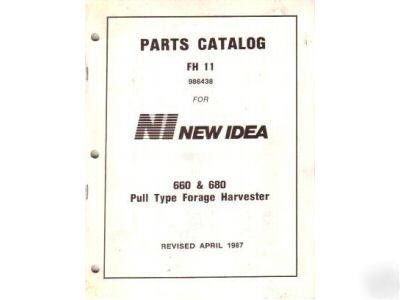 PARTS CATALOG
FH 11
986438
FOR
NI NEW IDEA
660 & 680
Pull Type Forage Harvester
REVISED APRIL 1987